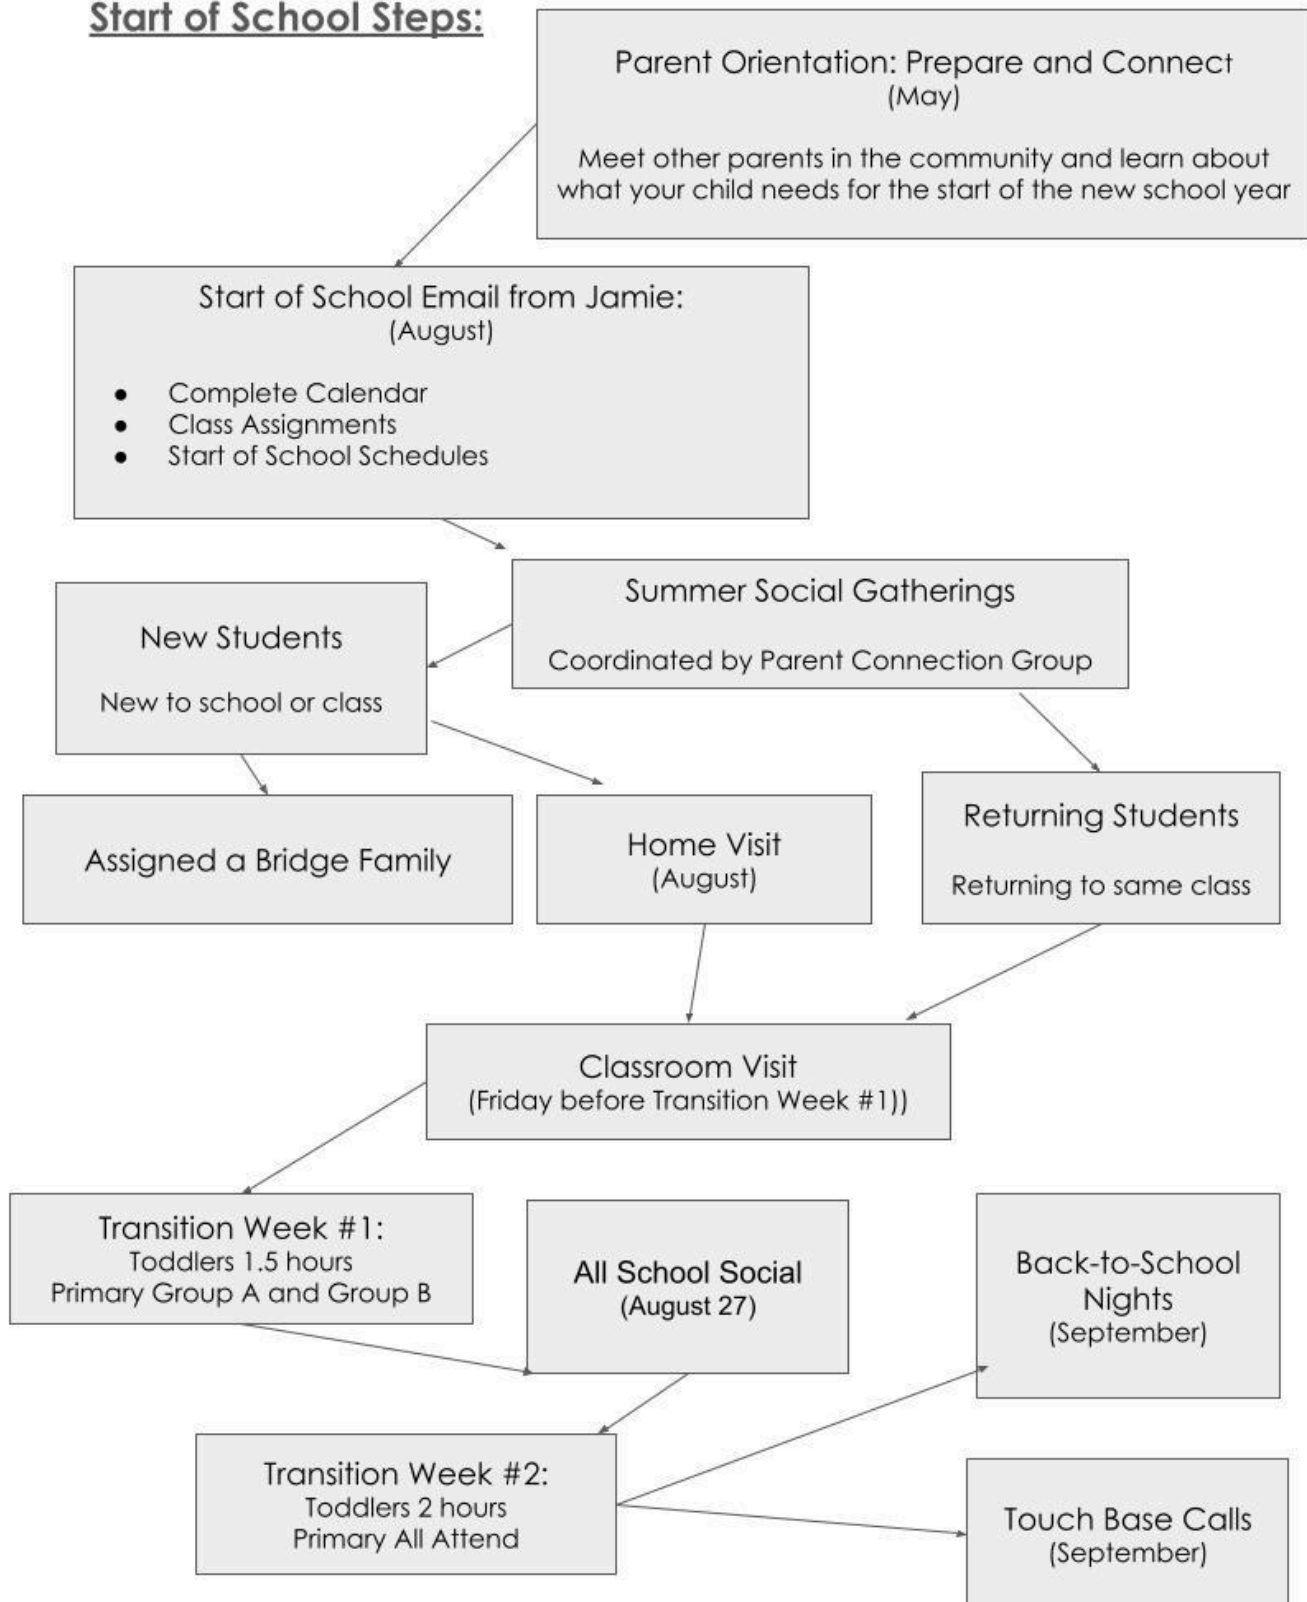 Start of School Steps:
Parent Orientation: Prepare and Connect
(May)
Meet other parents in the community and learn about
what your child needs for the start of the new school year
Start of School Email from Jamie:
(August)
● Complete Calendar
● Class Assignments
● Start of School Schedules
Summer Social Gatherings
Coordinated by Parent Connection Group
New Students
New to school or class
Assigned a Bridge Family
Home Visit
(August)
Returning Students
Returning to same class
Classroom Visit
(Friday before Transition Week #1))
Transition Week #1:
Toddlers 1.5 hours
Primary Group A and Group B
All School Social
(August 27)
Back-to-School
Nights
(September)
Transition Week #2:
Toddlers 2 hours
Primary All Attend
Touch Base Calls
(September)